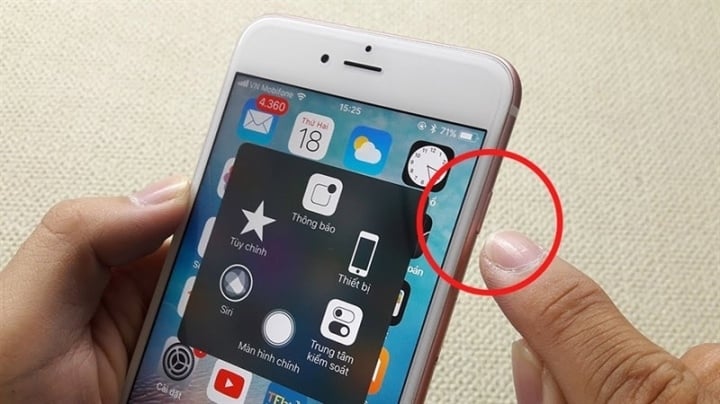 VN Mobifone
15:25
71%
4.360
Thứ Hai
18
Thông báo
Tùy chỉnh
Thiết bị
Siri
Màn hình chính
Trung tâm
kiểm soát
Cài đặt